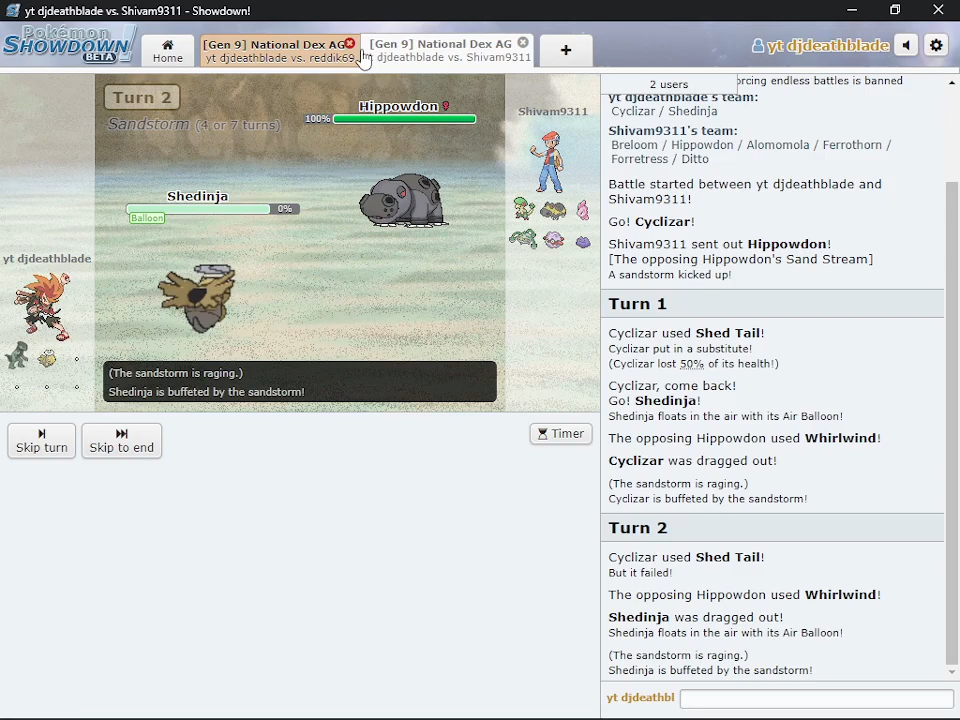 yt djdeathblade vs. Shivam9311 - Showdown!
Pokémon
SHOWDOWN
BETA
Home
[Gen 9] National Dex AG
yt djdeathblade vs. reddik69.
[Gen 9] National Dex AG
djdeathblade vs. Shivam9311
+
yt djdeathblade
Turn 2
Sandstorm (4 or 7 turns)
Hippowdon
100%
Shivam9311
Shedinja
0%
Balloon
yt djdeathblade
(The sandstorm is raging.)
Shedinja is buffeted by the sandstorm!
Skip turn
Skip to end
Timer
2 users
orcing endless battles is banned
yt djdeathblade's team:
Cyclizar / Shedinja
Shivam9311's team:
Breloom / Hippowdon / Alomomola / Ferrothorn /
Forretress / Ditto
Battle started between yt djdeathblade and
Shivam9311!
Go! Cyclizar!
Shivam9311 sent out Hippowdon!
[The opposing Hippowdon's Sand Stream]
A sandstorm kicked up!
Turn 1
Cyclizar used Shed Tail!
Cyclizar put in a substitute!
(Cyclizar lost 50% of its health!)
Cyclizar, come back!
Go! Shedinja!
Shedinja floats in the air with its Air Balloon!
The opposing Hippowdon used Whirlwind!
Cyclizar was dragged out!
(The sandstorm is raging.)
Cyclizar is buffeted by the sandstorm!
Turn 2
Cyclizar used Shed Tail!
But it failed!
The opposing Hippowdon used Whirlwind!
Shedinja was dragged out!
Shedinja floats in the air with its Air Balloon!
(The sandstorm is raging.)
Shedinja is buffeted by the sandstorm!
yt djdeathbl